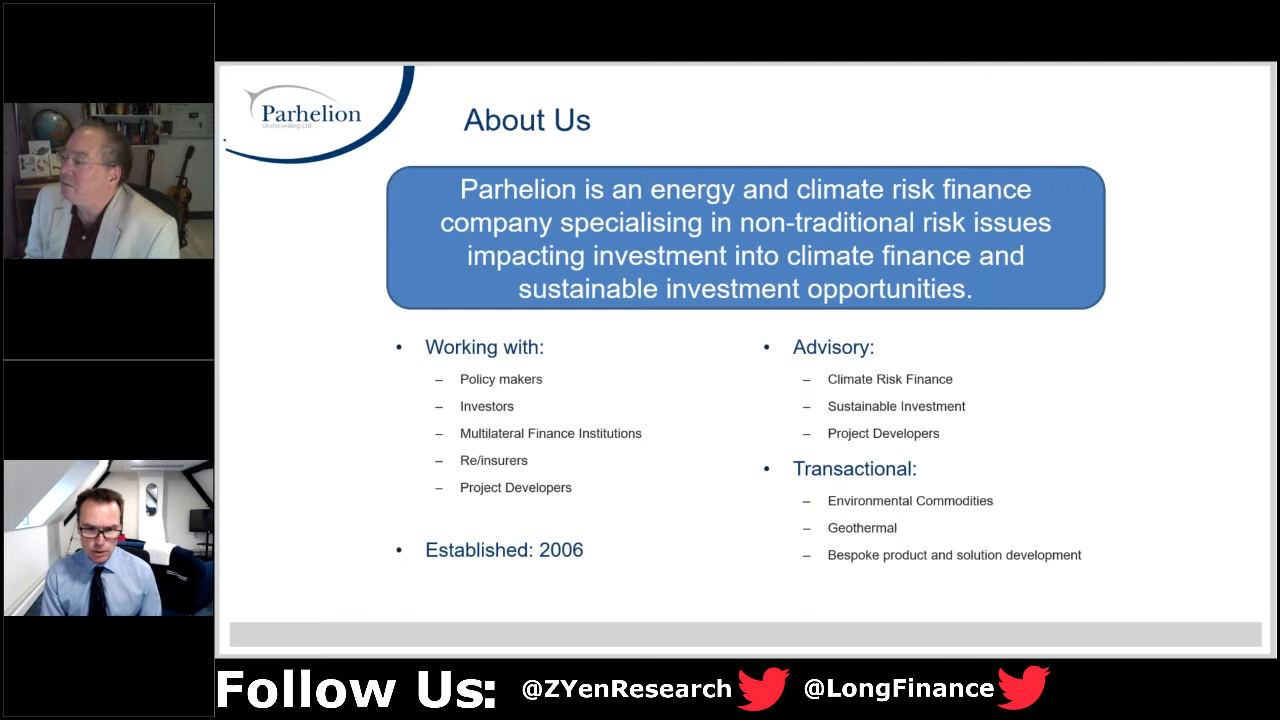 Parhelion
Underwriting Ltd
About Us
Parhelion is an energy and climate risk finance
company specialising in non-traditional risk issues
impacting investment into climate finance and
sustainable investment opportunities.
• Working with:
– Policy makers
– Investors
– Multilateral Finance Institutions
– Re/insurers
– Project Developers
• Established: 2006
• Advisory:
– Climate Risk Finance
– Sustainable Investment
– Project Developers
• Transactional:
– Environmental Commodities
– Geothermal
– Bespoke product and solution development
Follow Us: @ZYenResearch @LongFinance